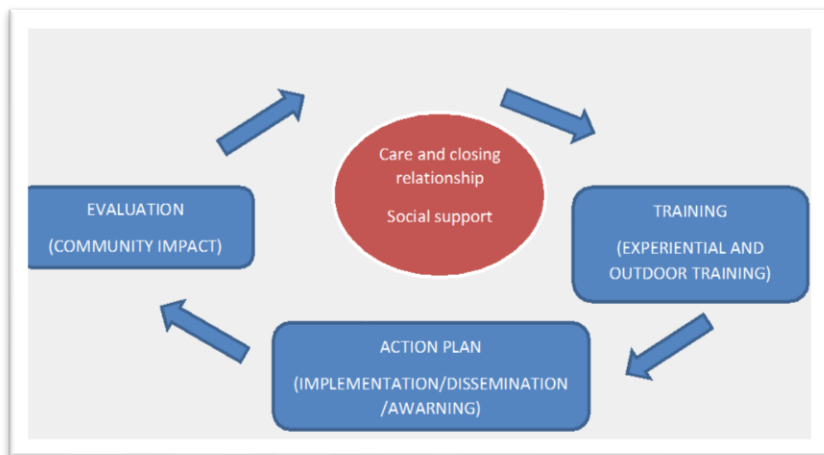 Care and closing
relationship
Social support
EVALUATION
(COMMUNITY IMPACT)
TRAINING
(EXPERIENTIAL AND
OUTDOOR TRAINING)
ACTION PLAN
(IMPLEMENTATION/DISSEMINATION
/AWARNING)